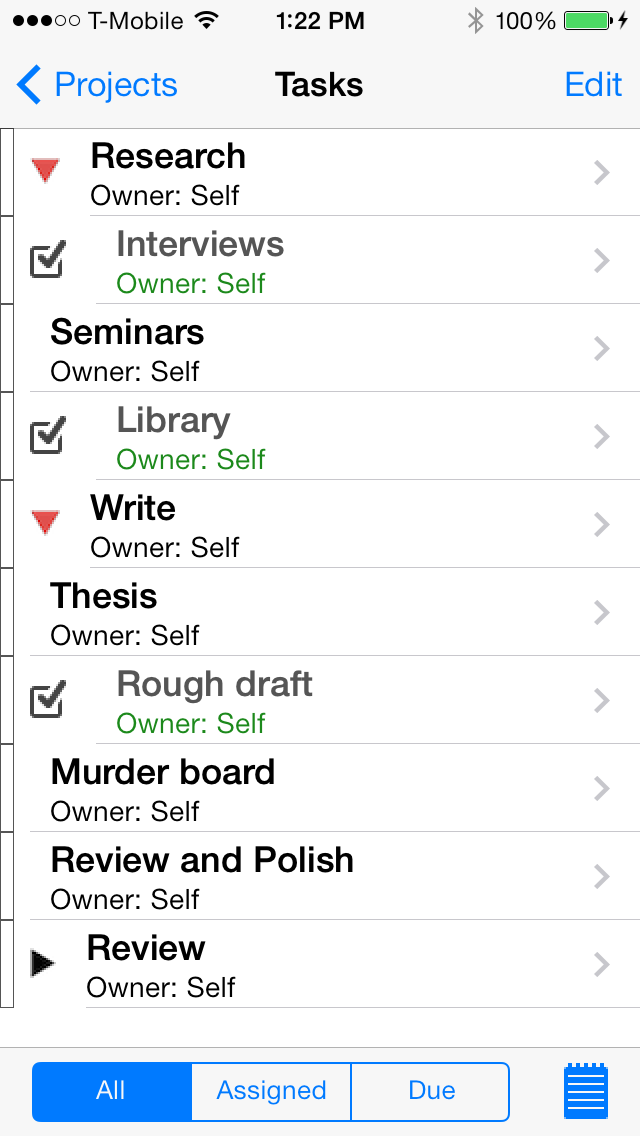 T-Mobile 1:22 PM 100%
Projects Tasks Edit
Research
Owner: Self
Interviews
Owner: Self
Seminars
Owner: Self
Library
Owner: Self
Write
Owner: Self
Thesis
Owner: Self
Rough draft
Owner: Self
Murder board
Owner: Self
Review and Polish
Owner: Self
Review
Owner: Self
All Assigned Due